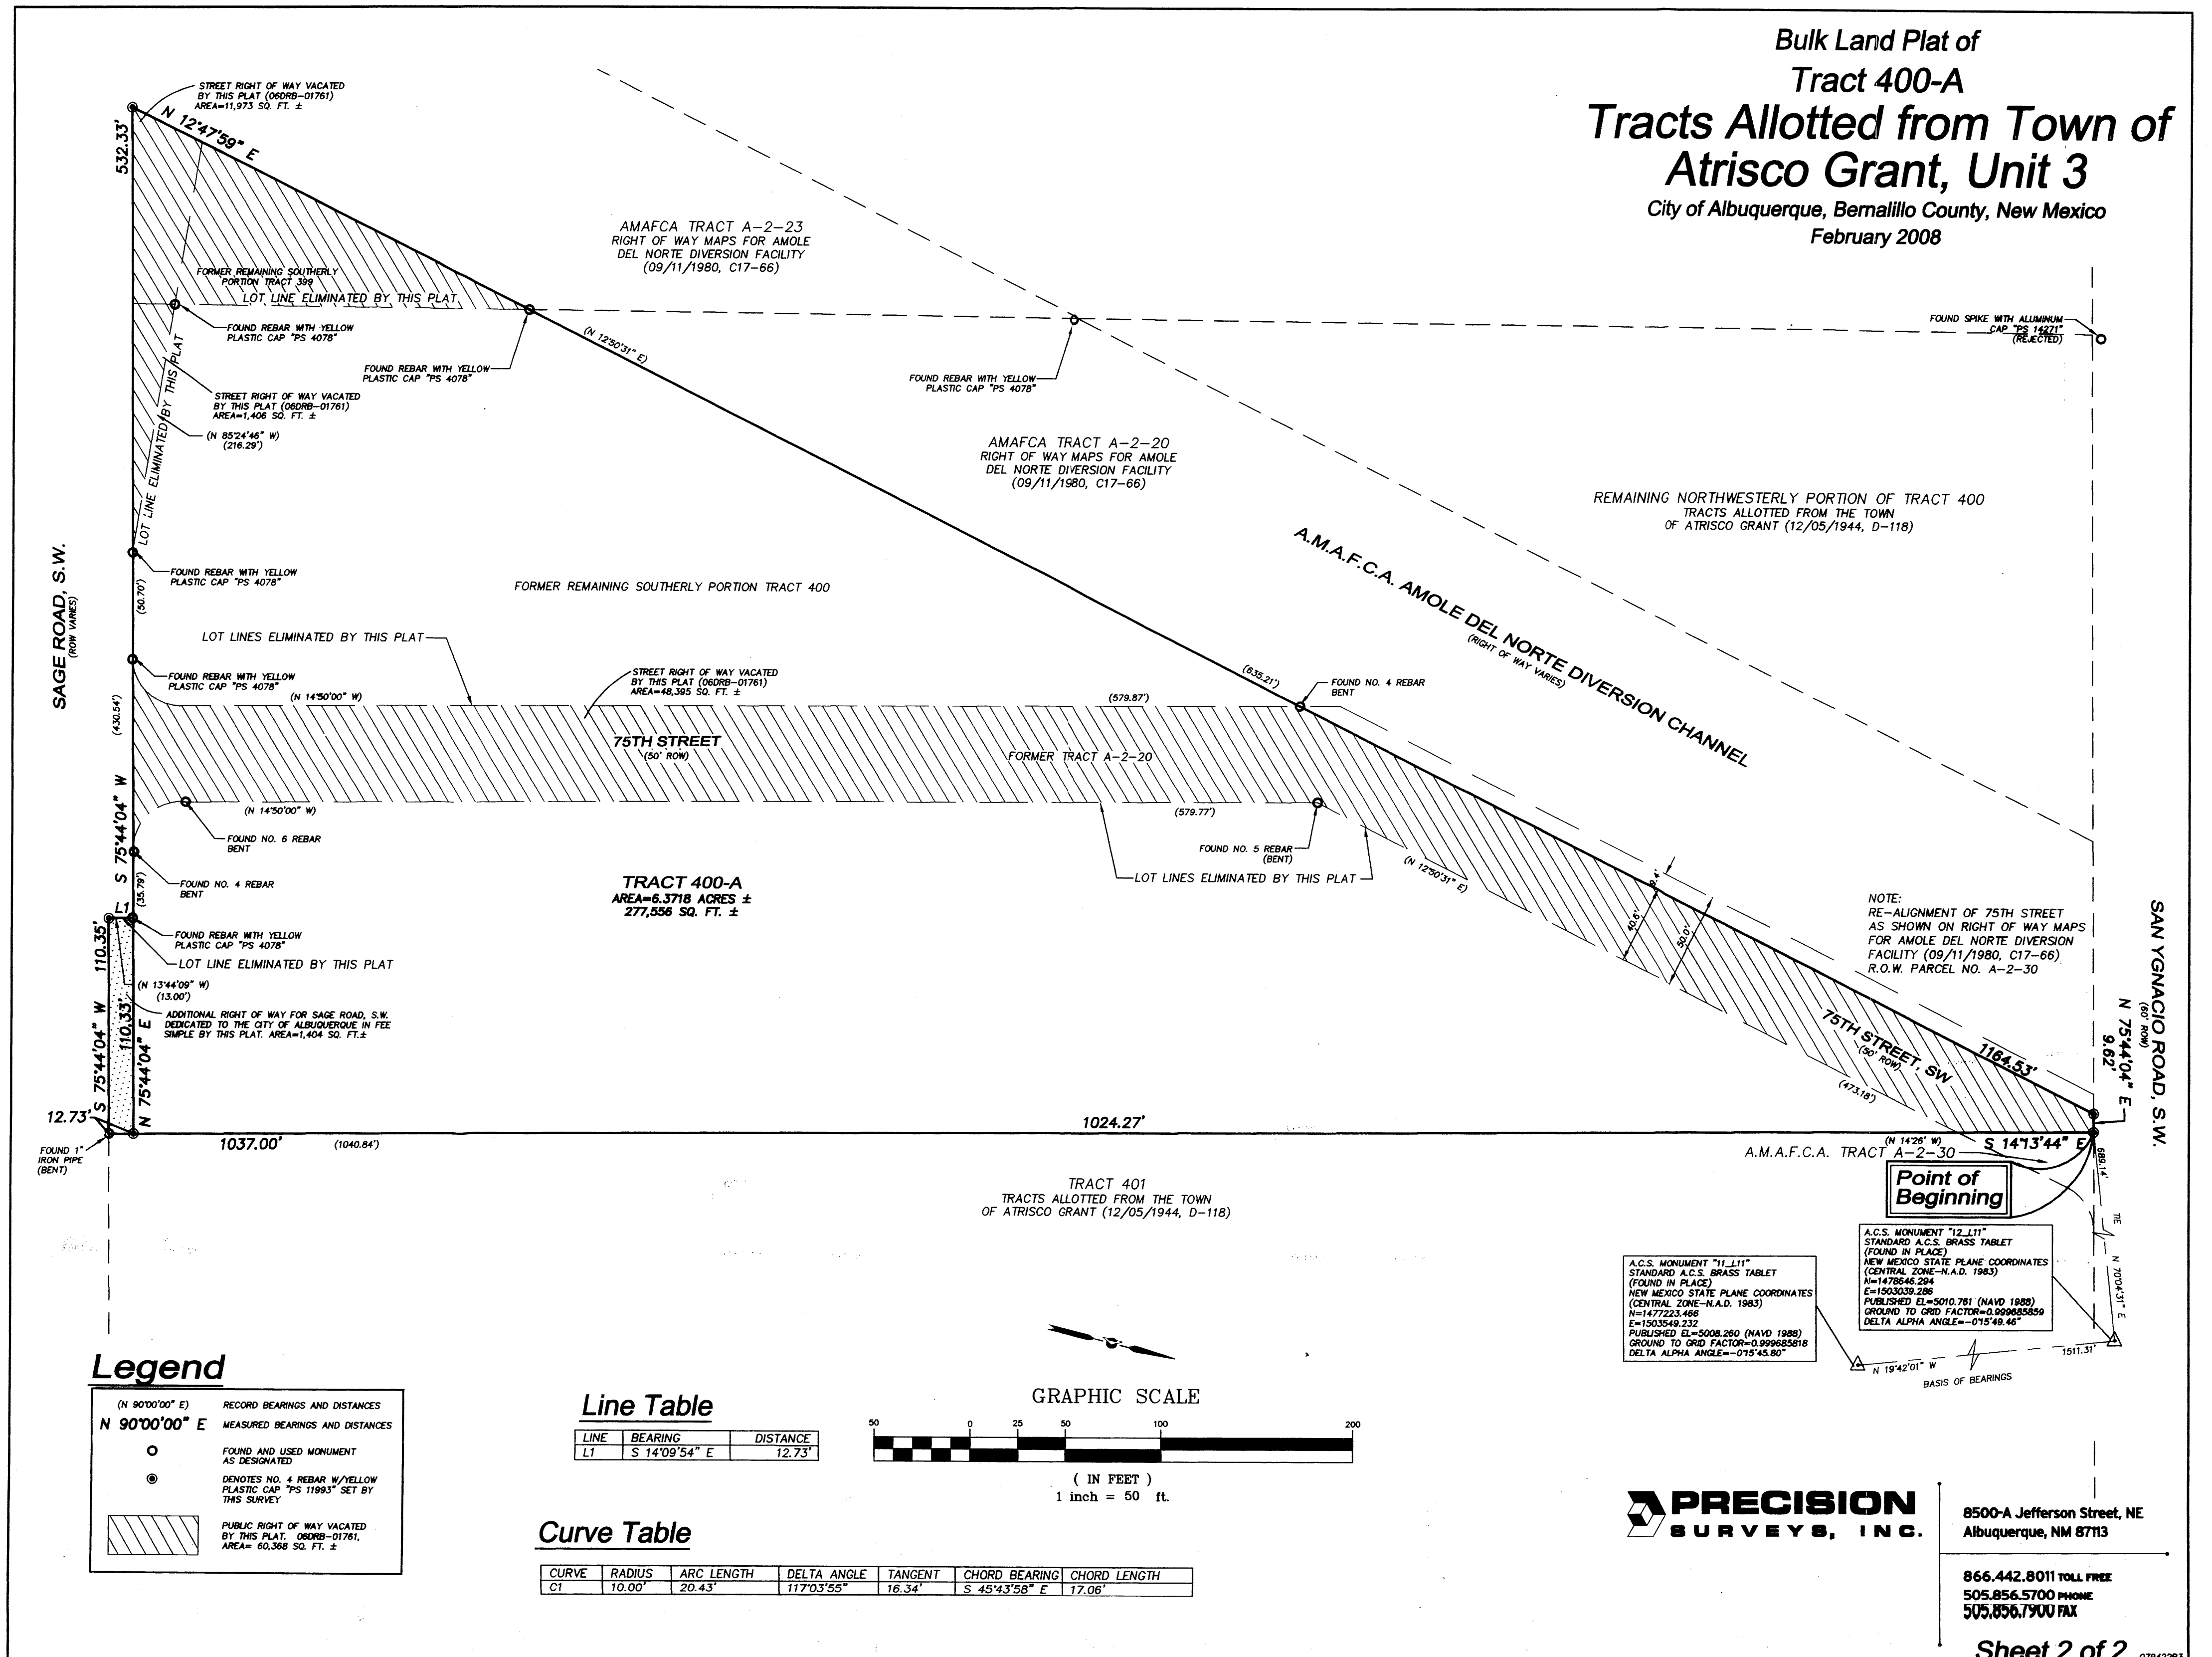 Bulk Land Plat of
Tract 400-A
Tracts Allotted from Town of
Atrisco Grant, Unit 3
City of Albuquerque, Bernalillo County, New Mexico
February 2008
STREET RIGHT OF WAY VACATED
BY THIS PLAT (06DRB-01761)
AREA=11,973 SQ. FT. ±
N 12°47'59" E
532.33'
AMAFCA TRACT A-2-23
RIGHT OF WAY MAPS FOR AMOLE
DEL NORTE DIVERSION FACILITY
(09/11/1980, C17-66)
FORMER REMAINING SOUTHERLY
PORTION TRACT 399
LOT LINE ELIMINATED BY THIS PLAT
FOUND REBAR WITH YELLOW
PLASTIC CAP "PS 4078"
FOUND REBAR WITH YELLOW
PLASTIC CAP "PS 4078"
(N 12°50'31" E)
FOUND REBAR WITH YELLOW
PLASTIC CAP "PS 4078"
FOUND SPIKE WITH ALUMINUM
CAP "PS 14271"
(REJECTED)
LOT LINE ELIMINATED BY THIS PLAT
STREET RIGHT OF WAY VACATED
BY THIS PLAT (06DRB-01761)
AREA=1,406 SQ. FT. ±
(N 85°24'46" W)
(216.29')
AMAFCA TRACT A-2-20
RIGHT OF WAY MAPS FOR AMOLE
DEL NORTE DIVERSION FACILITY
(09/11/1980, C17-66)
REMAINING NORTHWESTERLY PORTION OF TRACT 400
TRACTS ALLOTTED FROM THE TOWN
OF ATRISCO GRANT (12/05/1944, D-118)
A.M.A.F.C.A. AMOLE DEL NORTE DIVERSION CHANNEL
(RIGHT OF WAY VARIES)
SAGE ROAD, S.W.
(ROW VARIES)
FOUND REBAR WITH YELLOW
PLASTIC CAP "PS 4078"
(50.70')
FORMER REMAINING SOUTHERLY PORTION TRACT 400
LOT LINES ELIMINATED BY THIS PLAT
FOUND REBAR WITH YELLOW
PLASTIC CAP "PS 4078"
(N 14°50'00" W)
STREET RIGHT OF WAY VACATED
BY THIS PLAT (06DRB-01761)
AREA=48,395 SQ. FT. ±
(579.87')
(635.21')
FOUND NO. 4 REBAR
BENT
(430.54')
75TH STREET
(50' ROW)
FORMER TRACT A-2-20
(N 14°50'00" W)
(579.77')
S 75°44'04" W
FOUND NO. 6 REBAR
BENT
FOUND NO. 5 REBAR
(BENT)
(N 12°50'31" E)
LOT LINES ELIMINATED BY THIS PLAT
FOUND NO. 4 REBAR
BENT
(35.79')
TRACT 400-A
AREA=6.3718 ACRES ±
277,556 SQ. FT. ±
9.4'
40.6'
50.0'
NOTE:
RE-ALIGNMENT OF 75TH STREET
AS SHOWN ON RIGHT OF WAY MAPS
FOR AMOLE DEL NORTE DIVERSION
FACILITY (09/11/1980, C17-66)
R.O.W. PARCEL NO. A-2-30
SAN YGNACIO ROAD, S.W.
(60' ROW)
N 75°44'04" E
9.62'
L1
110.35'
FOUND REBAR WITH YELLOW
PLASTIC CAP "PS 4078"
LOT LINE ELIMINATED BY THIS PLAT
(N 13°44'09" W)
(13.00')
ADDITIONAL RIGHT OF WAY FOR SAGE ROAD, S.W.
DEDICATED TO THE CITY OF ALBUQUERQUE IN FEE
SIMPLE BY THIS PLAT. AREA=1,404 SQ. FT.±
S 75°44'04" W
110.33'
N 75°44'04" E
75TH STREET, SW
(50' ROW)
1164.53'
(473.18')
12.73'
FOUND 1"
IRON PIPE
(BENT)
1037.00'
(1040.84')
1024.27'
(N 14°26' W)
S 14°13'44" E
A.M.A.F.C.A. TRACT A-2-30
Point of
Beginning
689.14'
TIE
N 70°04'31" E
TRACT 401
TRACTS ALLOTTED FROM THE TOWN
OF ATRISCO GRANT (12/05/1944, D-118)
A.C.S. MONUMENT "11_L11"
STANDARD A.C.S. BRASS TABLET
(FOUND IN PLACE)
NEW MEXICO STATE PLANE COORDINATES
(CENTRAL ZONE-N.A.D. 1983)
N=1477223.466
E=1503549.232
PUBLISHED EL=5008.260 (NAVD 1988)
GROUND TO GRID FACTOR=0.999685818
DELTA ALPHA ANGLE=-0°15'45.80"
A.C.S. MONUMENT "12_L11"
STANDARD A.C.S. BRASS TABLET
(FOUND IN PLACE)
NEW MEXICO STATE PLANE COORDINATES
(CENTRAL ZONE-N.A.D. 1983)
N=1478646.294
E=1503039.286
PUBLISHED EL=5010.761 (NAVD 1988)
GROUND TO GRID FACTOR=0.999685859
DELTA ALPHA ANGLE=-0°15'49.46"
N 19°42'01" W
1511.31'
BASIS OF BEARINGS
Legend
(N 90°00'00" E) RECORD BEARINGS AND DISTANCES
N 90°00'00" E MEASURED BEARINGS AND DISTANCES
FOUND AND USED MONUMENT
AS DESIGNATED
DENOTES NO. 4 REBAR W/YELLOW
PLASTIC CAP "PS 11993" SET BY
THIS SURVEY
PUBLIC RIGHT OF WAY VACATED
BY THIS PLAT. 06DRB-01761,
AREA= 60,368 SQ. FT. ±
Line Table
LINE BEARING DISTANCE
L1 S 14°09'54" E 12.73'
GRAPHIC SCALE
50 0 25 50 100 200
( IN FEET )
1 inch = 50 ft.
Curve Table
CURVE RADIUS ARC LENGTH DELTA ANGLE TANGENT CHORD BEARING CHORD LENGTH
C1 10.00' 20.43' 117°03'55" 16.34' S 45°43'58" E 17.06'
PRECISION
SURVEYS, INC.
8500-A Jefferson Street, NE
Albuquerque, NM 87113
866.442.8011 TOLL FREE
505.856.5700 PHONE
505.856.7900 FAX
Sheet 2 of 2